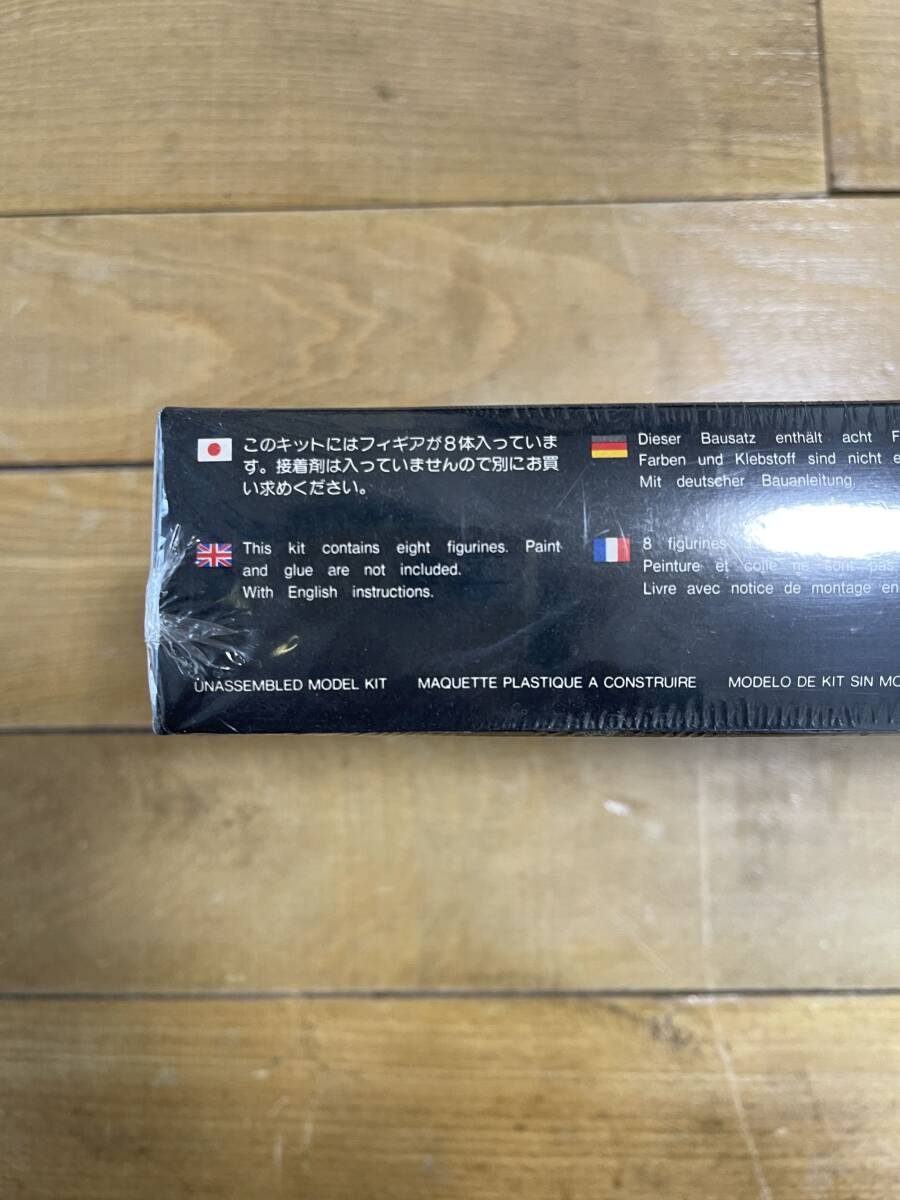 このキットにはフィギアが8体入っていま
す。接着剤は入っていませんので別にお買
い求めください。
Dieser Bausatz enthält acht F
Farben und Klebstoff sind nicht e
Mit deutscher Bauanleitung.
This kit contains eight figurines. Paint
and glue are not included.
With English instructions.
8 figurines
Peinture et colle ne sont pas
Livre avec notice de montage en
UNASSEMBLED MODEL KIT MAQUETTE PLASTIQUE A CONSTRUIRE MODELO DE KIT SIN MO